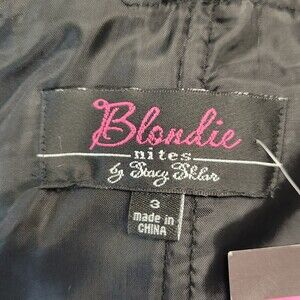 Blondie
nites
by Stacy Sklar
3
made in
CHINA